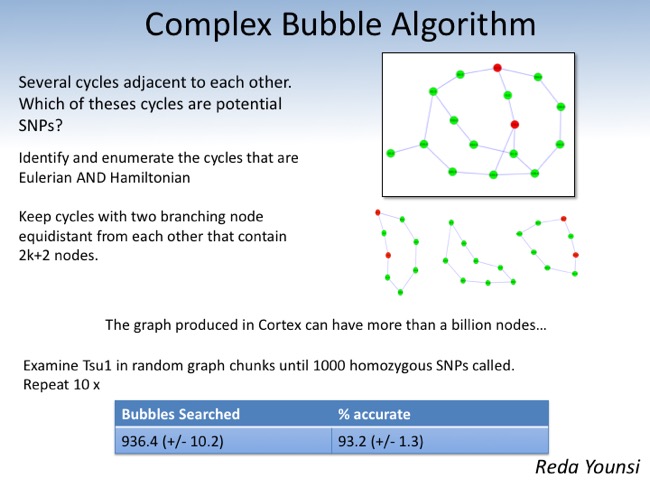 Complex Bubble Algorithm
Several cycles adjacent to each other.
Which of theses cycles are potential
SNPs?
Identify and enumerate the cycles that are
Eulerian AND Hamiltonian
Keep cycles with two branching node
equidistant from each other that contain
2k+2 nodes.
The graph produced in Cortex can have more than a billion nodes…
Examine Tsu1 in random graph chunks until 1000 homozygous SNPs called.
Repeat 10 x
Bubbles Searched % accurate
936.4 (+/- 10.2) 93.2 (+/- 1.3)
Reda Younsi